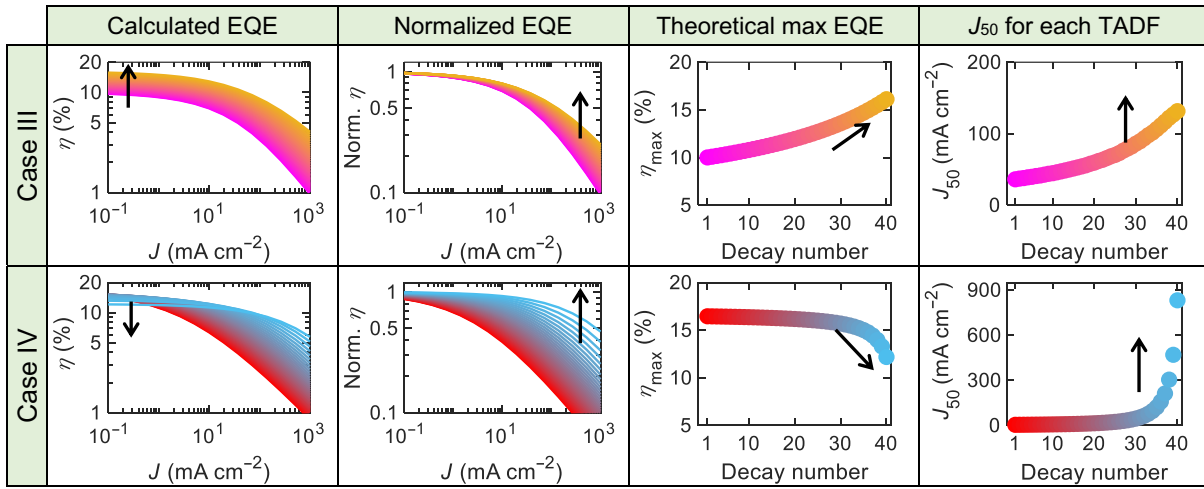 Calculated EQE
Normalized EQE
Theoretical max EQE
J₅₀ for each TADF
Case III
20
10
5
1
η (%)
10⁻¹ 10¹ 10³
J (mA cm⁻²)
1
0.5
0.1
Norm. η
10⁻¹ 10¹ 10³
J (mA cm⁻²)
20
15
10
5
ηmax (%)
1 10 20 30 40
Decay number
200
100
0
J₅₀ (mA cm⁻²)
1 10 20 30 40
Decay number
Case IV
20
10
5
1
η (%)
10⁻¹ 10¹ 10³
J (mA cm⁻²)
1
0.5
0.1
Norm. η
10⁻¹ 10¹ 10³
J (mA cm⁻²)
20
15
10
5
ηmax (%)
1 10 20 30 40
Decay number
900
600
300
0
J₅₀ (mA cm⁻²)
1 10 20 30 40
Decay number